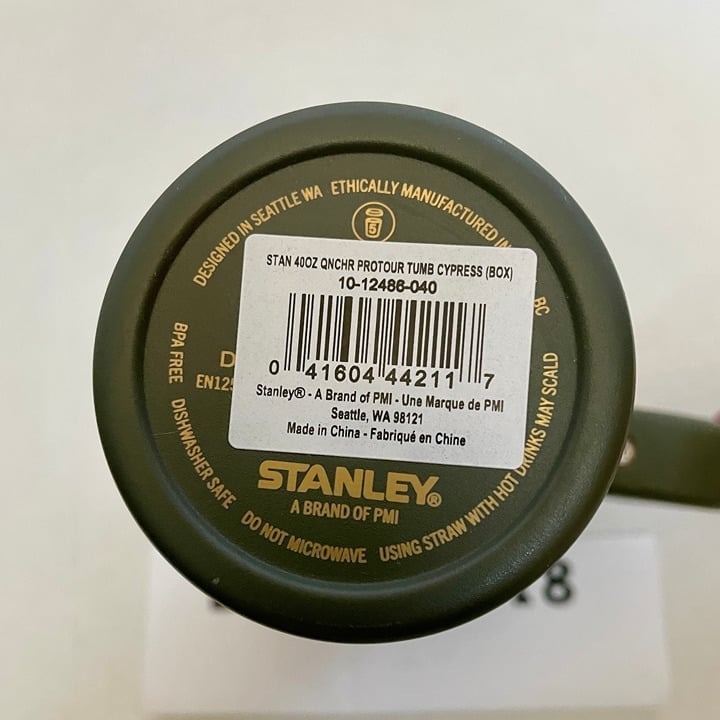 DESIGNED IN SEATTLE WA ETHICALLY MANUFACTURED IN
5
STAN 40OZ QNCHR PROTOUR TUMB CYPRESS (BOX)
10-12486-040
0 41604 44211 7
Stanley® - A Brand of PMI - Une Marque de PMI
Seattle, WA 98121
Made in China - Fabriqué en Chine
STANLEY®
A BRAND OF PMI
BPA FREE DISHWASHER SAFE DO NOT MICROWAVE USING STRAW WITH HOT DRINKS MAY SCALD